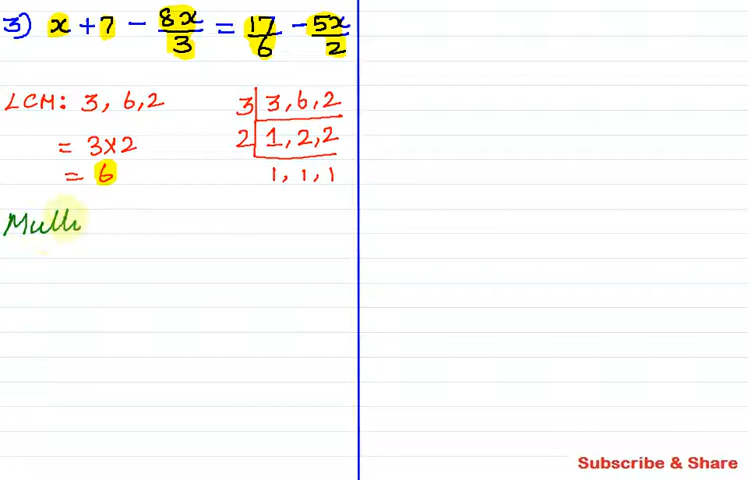 3) x + 7 - 8x/3 = 17/6 - 5x/2
LCM: 3, 6, 2
= 3×2
= 6
3 | 3, 6, 2
2 | 1, 2, 2
1, 1, 1
Subscribe & Share